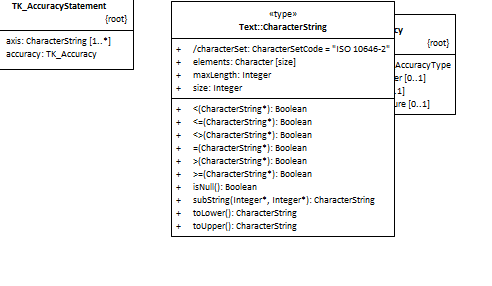 TK_AccuracyStatement
{root}
axis: CharacterString [1..*]
accuracy: TK_Accuracy
«type»
Text::CharacterString
+ /characterSet: CharacterSetCode = "ISO 10646-2"
+ elements: Character [size]
+ maxLength: Integer
+ size: Integer
+ <(CharacterString*): Boolean
+ <=(CharacterString*): Boolean
+ <>(CharacterString*): Boolean
+ =(CharacterString*): Boolean
+ >(CharacterString*): Boolean
+ >=(CharacterString*): Boolean
+ isNull(): Boolean
+ subString(Integer*, Integer*): CharacterString
+ toLower(): CharacterString
+ toUpper(): CharacterString
cy
{root}
AccuracyType
er [0..1]
.1]
ure [0..1]